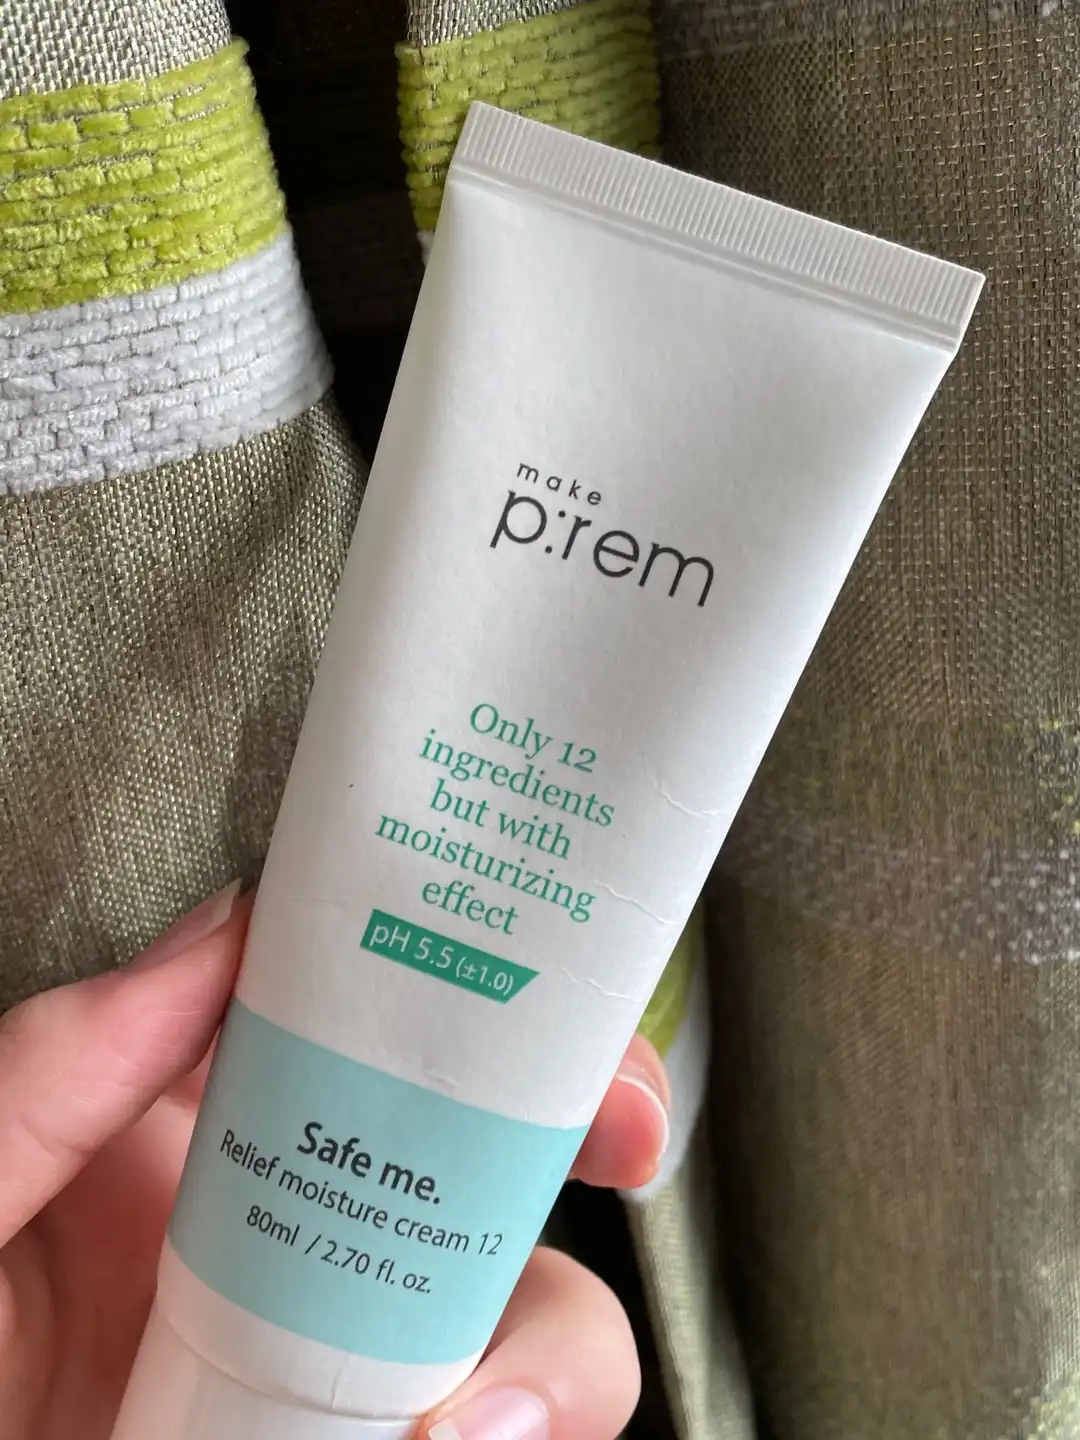 make
p:rem
Only 12
ingredients
but with
moisturizing
effect
pH 5.5 (±1.0)
Safe me.
Relief moisture cream 12
80ml / 2.70 fl. oz.